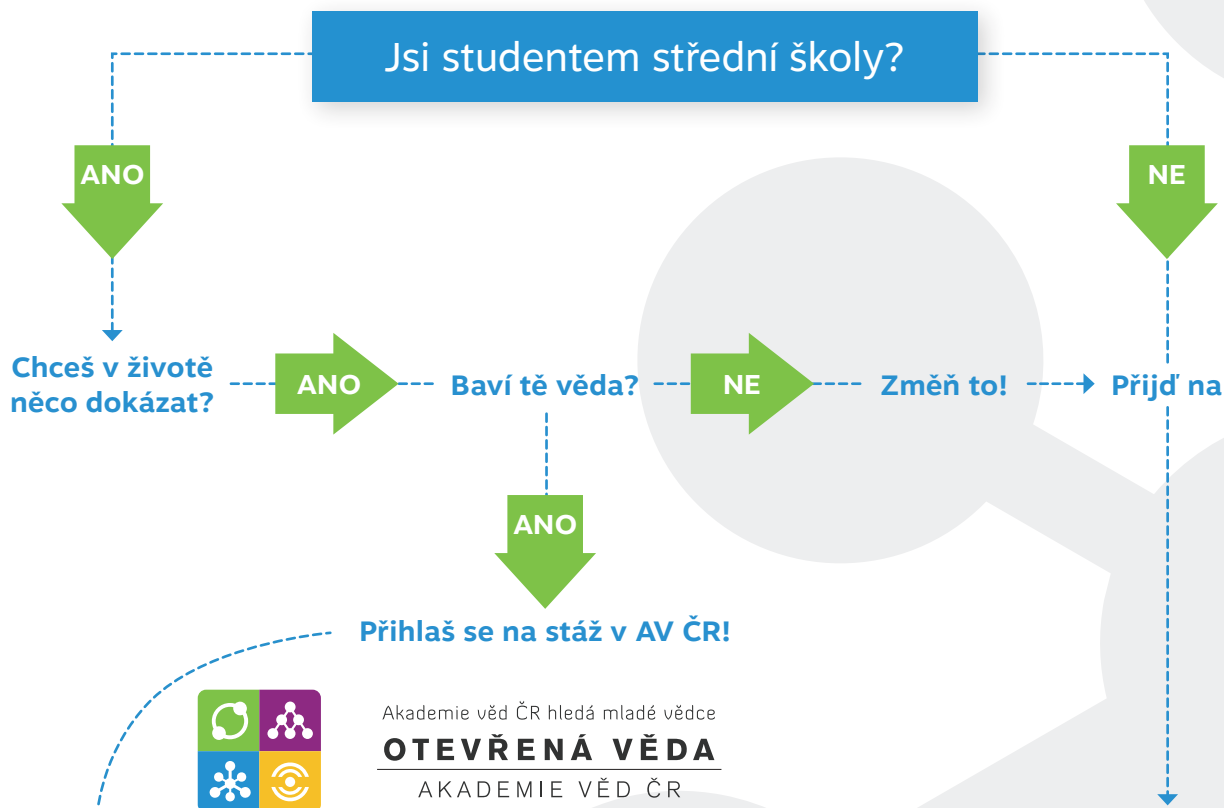 Jsi studentem střední školy?
ANO
NE
Chceš v životě
něco dokázat?
ANO
Baví tě věda?
NE
Změň to!
Přijď na
ANO
Přihlaš se na stáž v AV ČR!
Akademie věd ČR hledá mladé vědce
OTEVŘENÁ VĚDA
AKADEMIE VĚD ČR